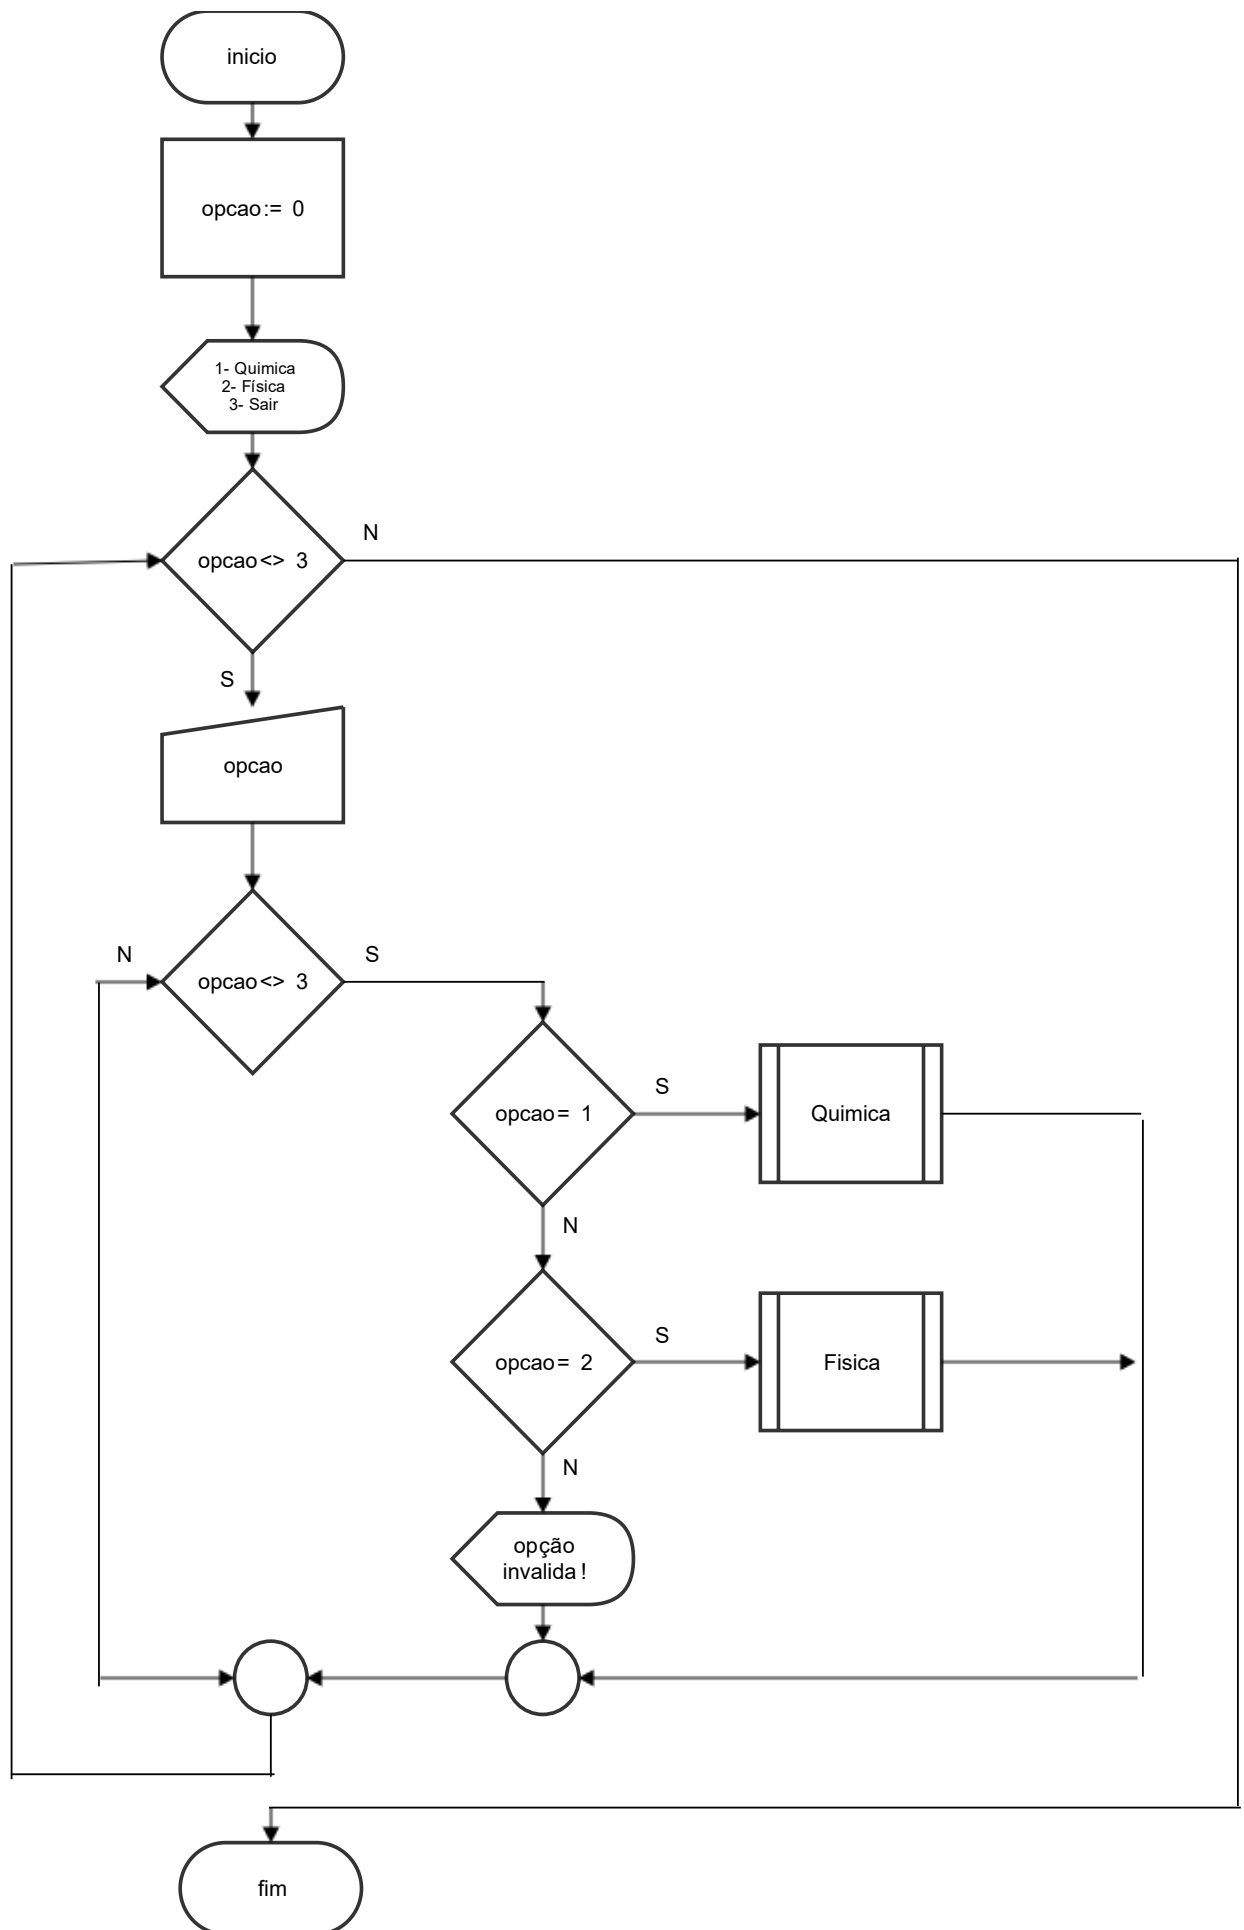 inicio
opcao:= 0
1- Quimica
2- Física
3- Sair
opcao<> 3
N
S
opcao
opcao<> 3
N
S
opcao= 1
S
Quimica
N
opcao= 2
S
Fisica
N
opção
invalida!
fim